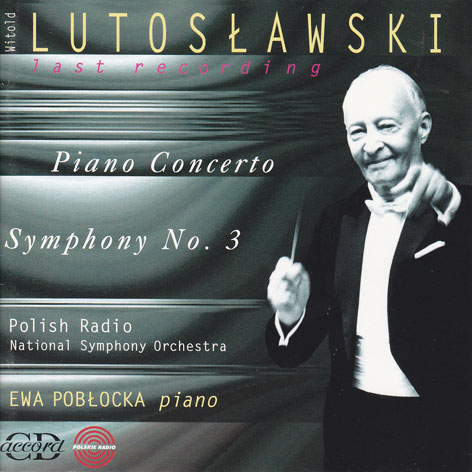 Witold
LUTOSŁAWSKI
last recording
Piano Concerto
Symphony No. 3
Polish Radio
National Symphony Orchestra
EWA POBŁOCKA piano
CD
accord
POLSKIE RADIO